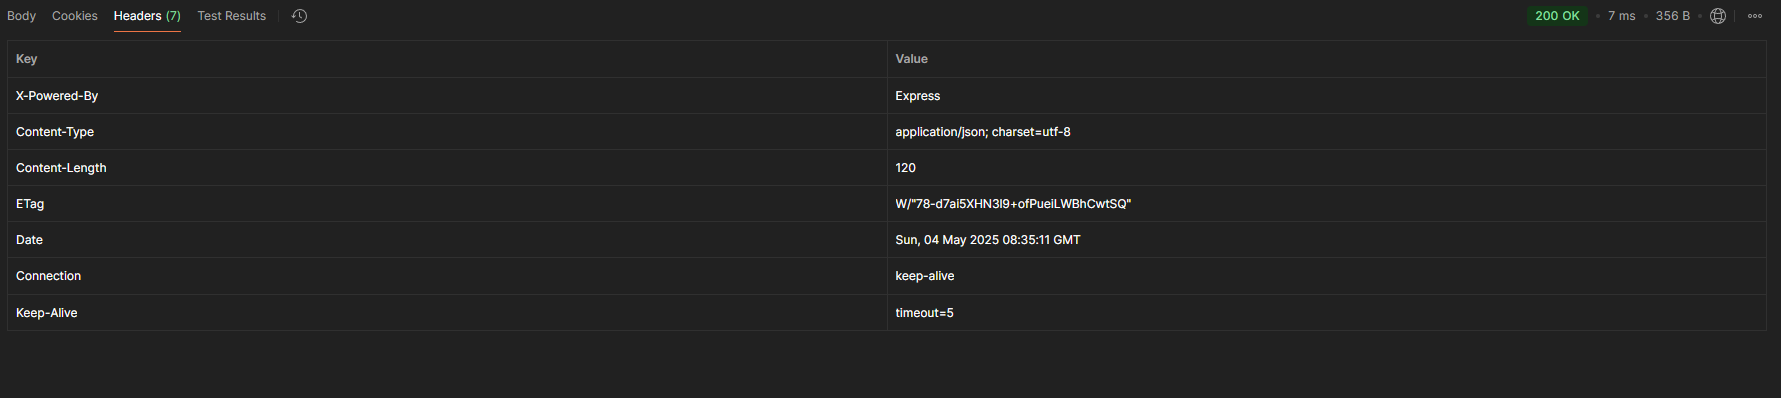 Body Cookies Headers (7) Test Results 200 OK 7 ms 356 B
Key Value
X-Powered-By Express
Content-Type application/json; charset=utf-8
Content-Length 120
ETag W/"78-d7ai5XHN3I9+ofPueiLWBhCwtSQ"
Date Sun, 04 May 2025 08:35:11 GMT
Connection keep-alive
Keep-Alive timeout=5